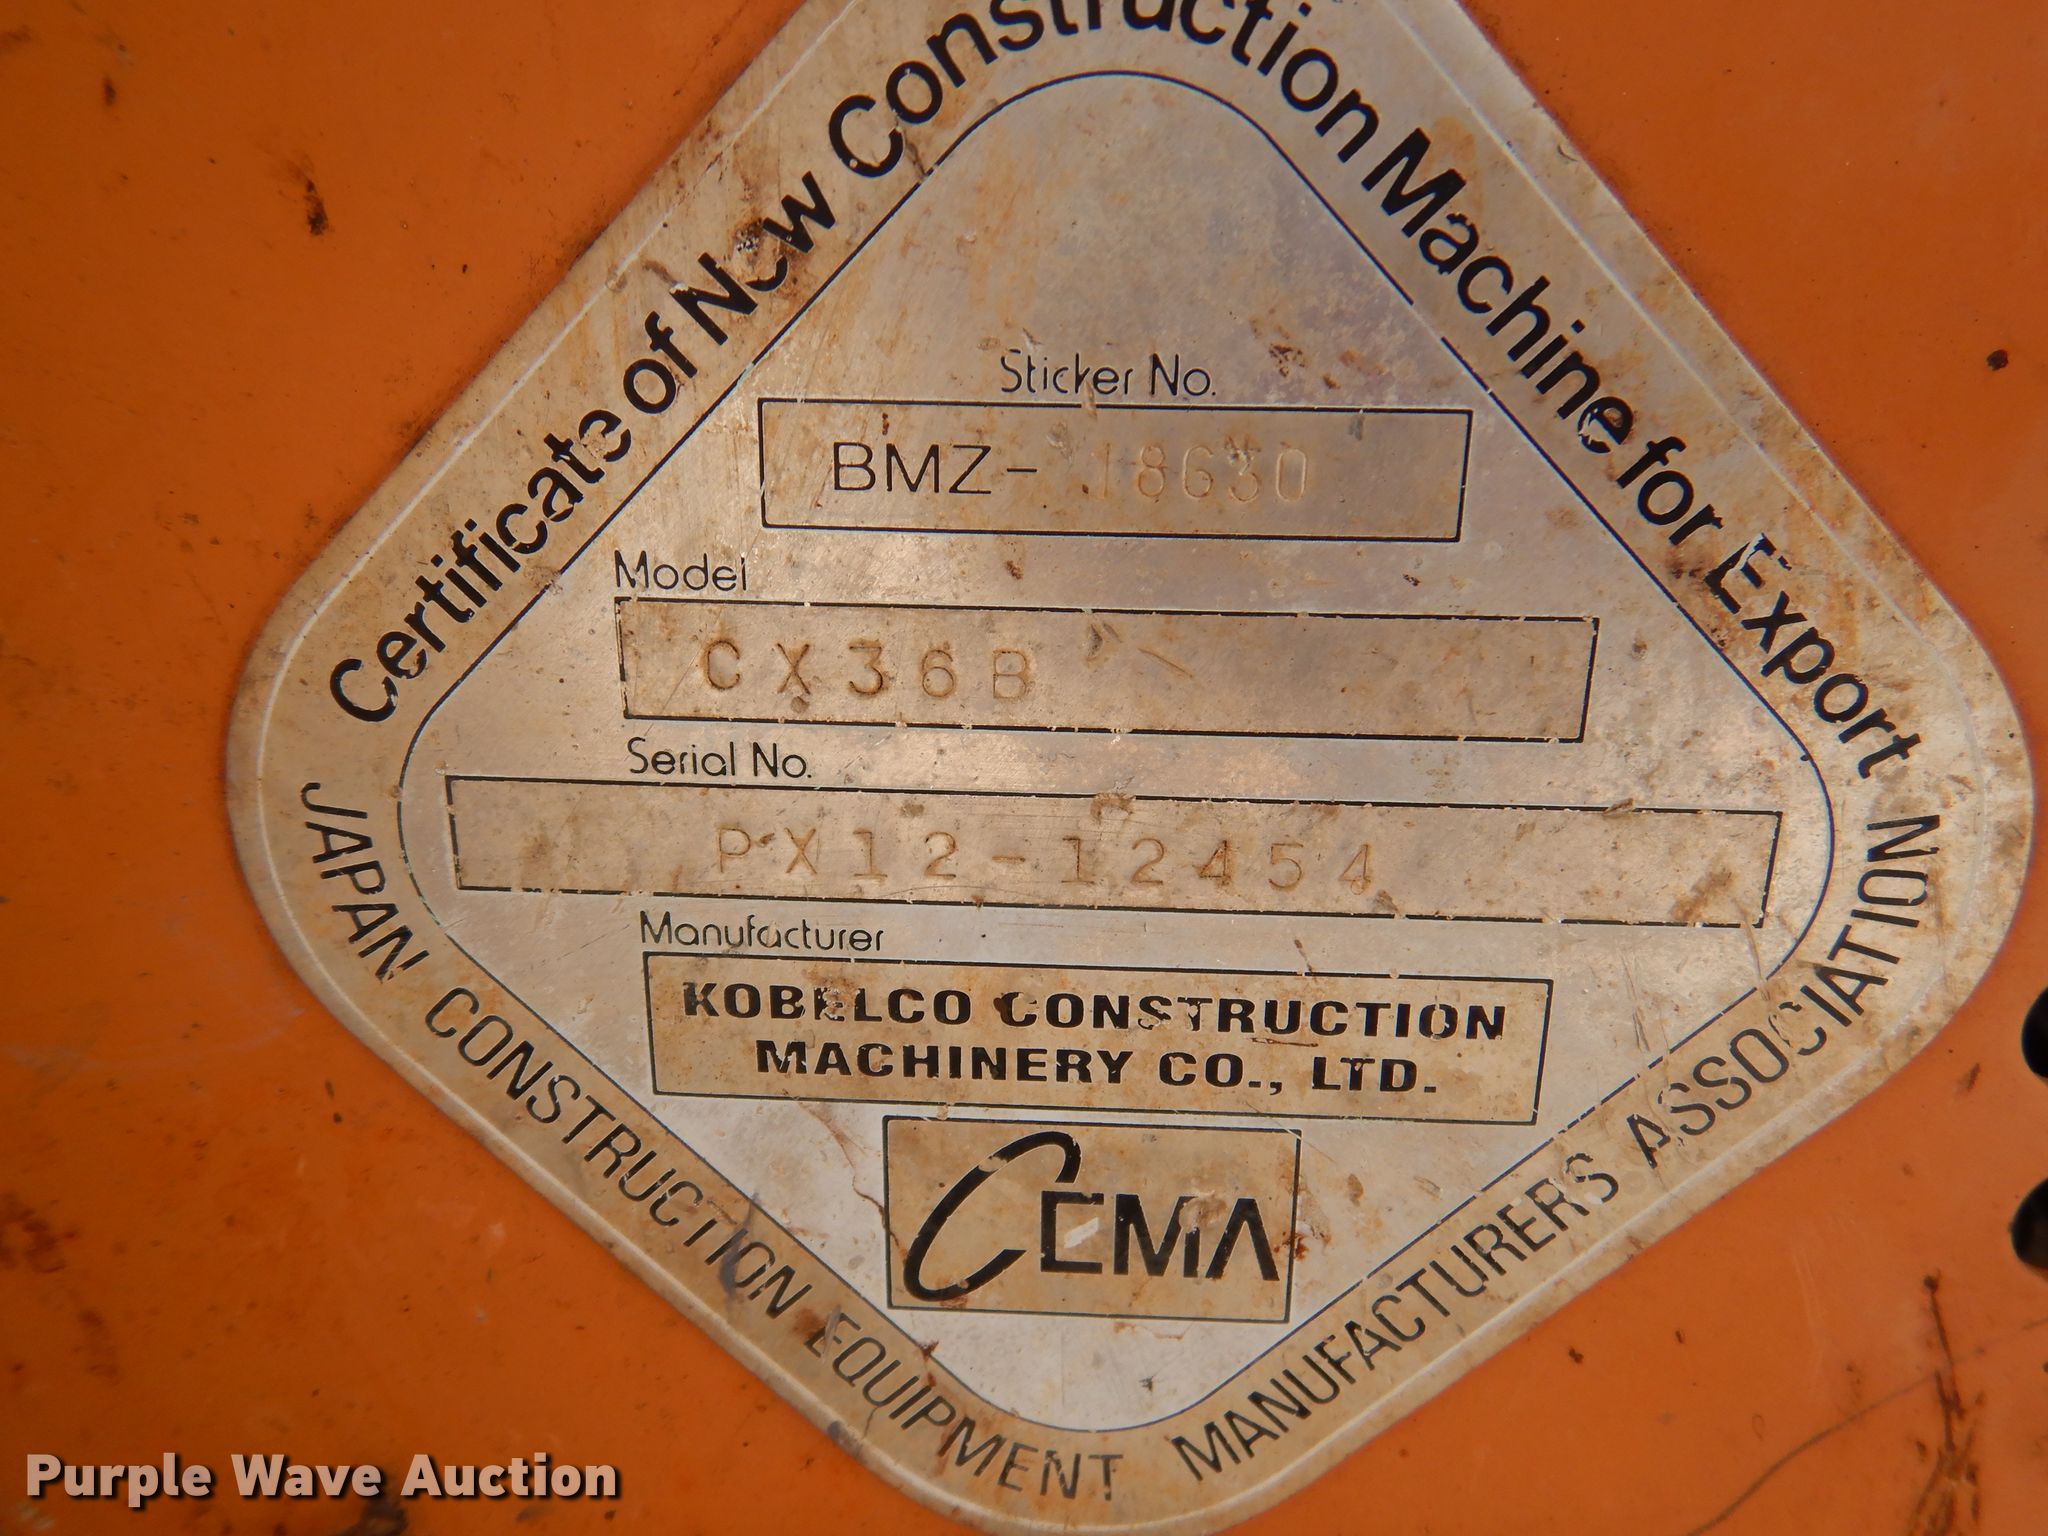 Certificate of New Construction Machine for Export
Sticker No.
BMZ- 18630
Model
CX36B
Serial No.
PX12-12454
Manufacturer
KOBELCO CONSTRUCTION
MACHINERY CO., LTD.
CEMA
JAPAN CONSTRUCTION EQUIPMENT MANUFACTURERS ASSOCIATION
Purple Wave Auction